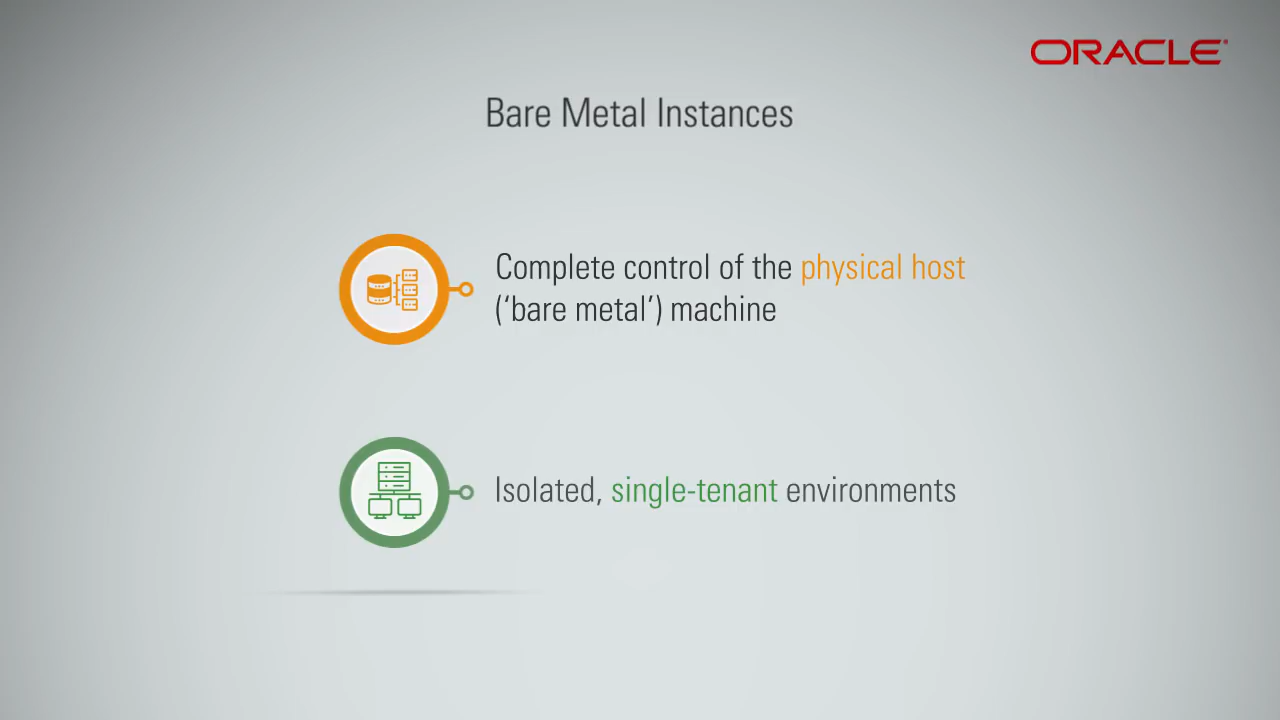 ORACLE
Bare Metal Instances
Complete control of the physical host
(‘bare metal’) machine
Isolated, single-tenant environments